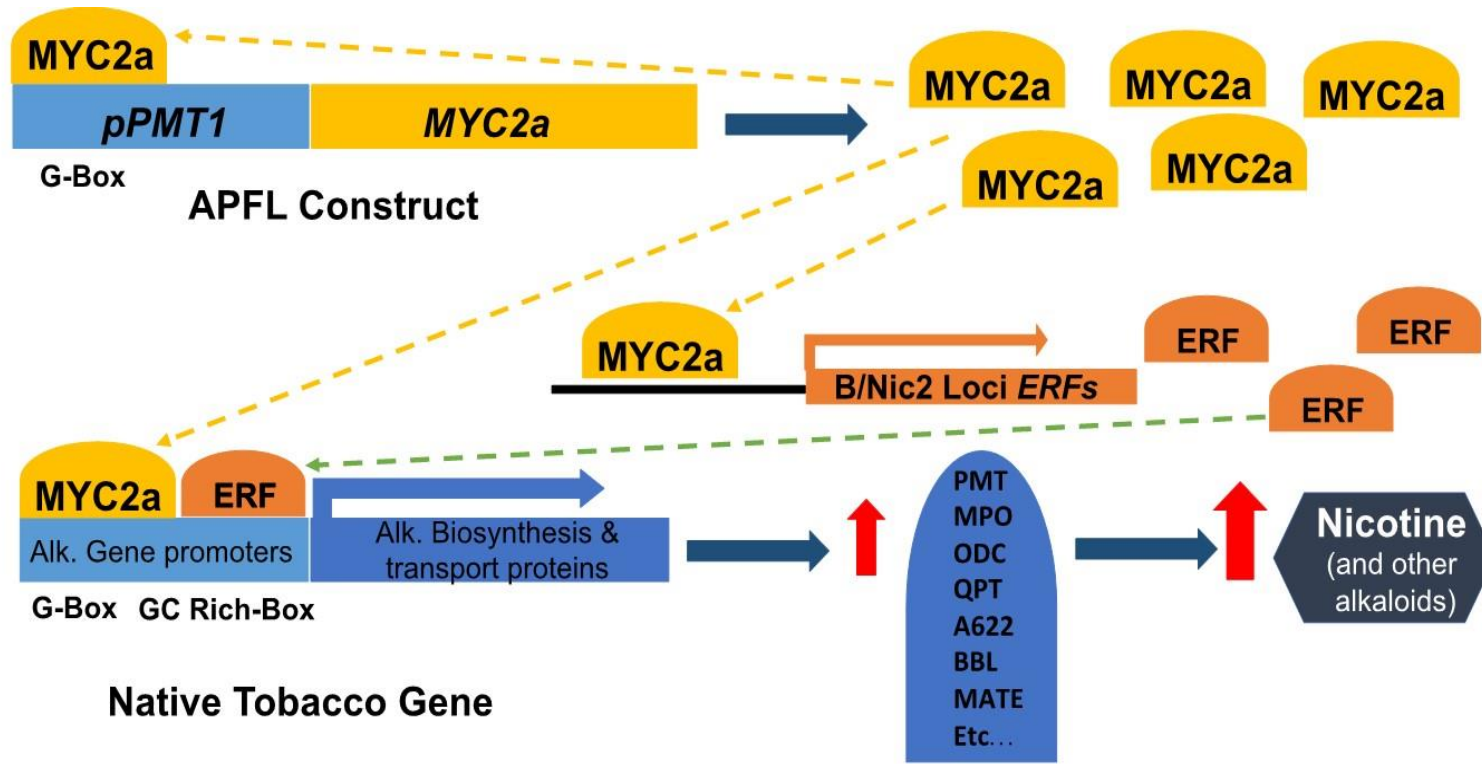 MYC2a
pPMT1
MYC2a
G-Box
APFL Construct
MYC2a
MYC2a
MYC2a
MYC2a
MYC2a
MYC2a
B/Nic2 Loci ERFs
ERF
ERF
ERF
MYC2a
ERF
Alk. Gene promoters
Alk. Biosynthesis &
transport proteins
G-Box
GC Rich-Box
Native Tobacco Gene
PMT
MPO
ODC
QPT
A622
BBL
MATE
Etc...
Nicotine
(and other
alkaloids)